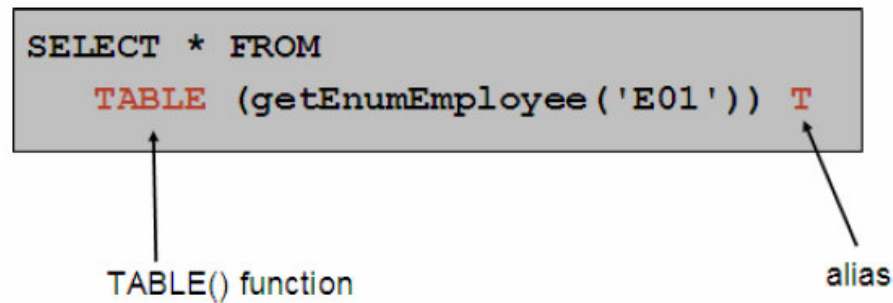 SELECT * FROM
TABLE (getEnumEmployee('E01')) T
TABLE() function
alias